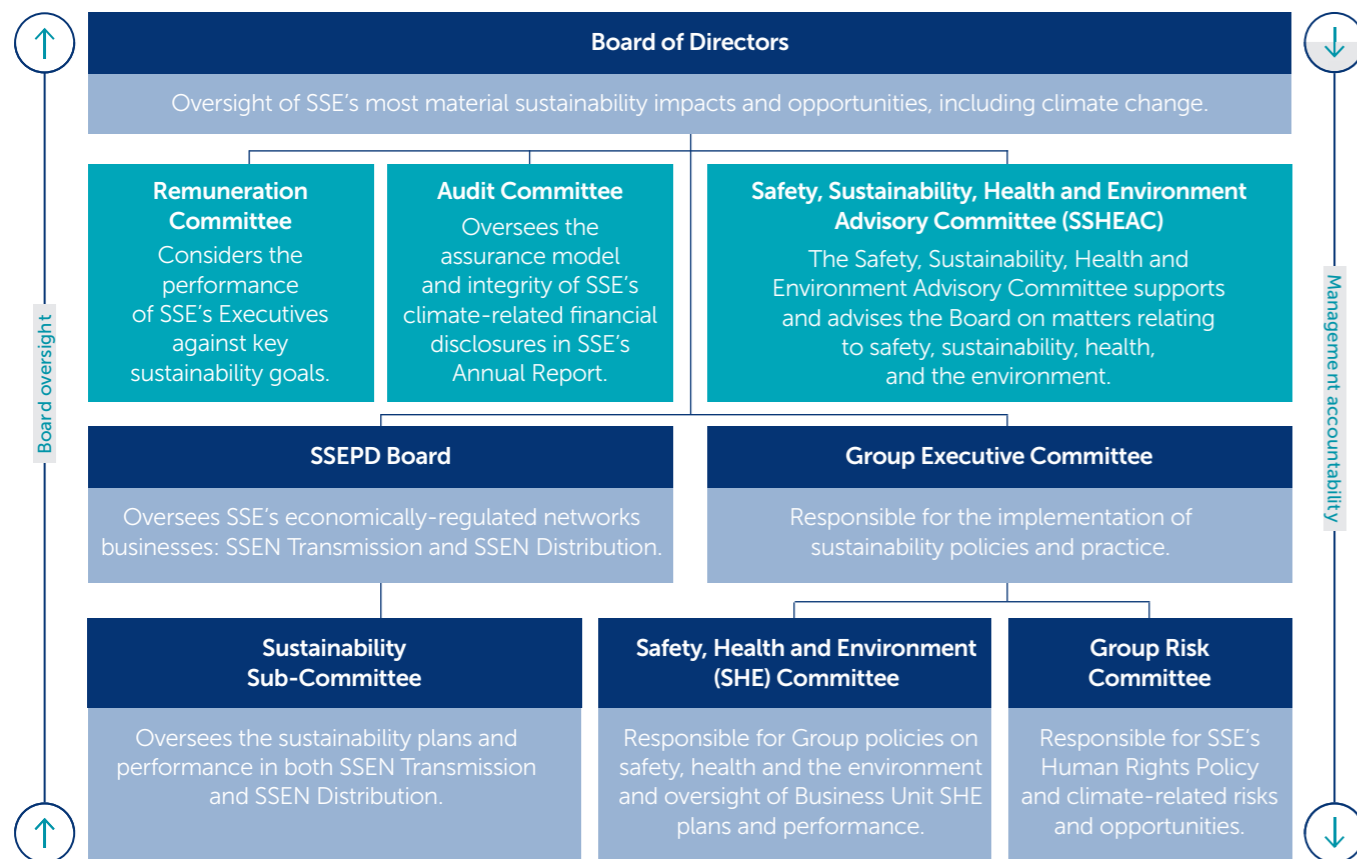 Board of Directors
Oversight of SSE's most material sustainability impacts and opportunities, including climate change.
Remuneration
Committee
Considers the
performance
of SSE's Executives
against key
sustainability goals.
Audit Committee
Oversees the
assurance model
and integrity of SSE's
climate-related financial
disclosures in SSE's
Annual Report.
Safety, Sustainability, Health and Environment
Advisory Committee (SSHEAC)
The Safety, Sustainability, Health and
Environment Advisory Committee supports
and advises the Board on matters relating
to safety, sustainability, health,
and the environment.
Board oversight
Management accountability
SSEPD Board
Oversees SSE's economically-regulated networks
businesses: SSEN Transmission and SSEN Distribution.
Group Executive Committee
Responsible for the implementation of
sustainability policies and practice.
Sustainability
Sub-Committee
Oversees the sustainability plans and
performance in both SSEN Transmission
and SSEN Distribution.
Safety, Health and Environment
(SHE) Committee
Responsible for Group policies on
safety, health and the environment
and oversight of Business Unit SHE
plans and performance.
Group Risk
Committee
Responsible for SSE's
Human Rights Policy
and climate-related risks
and opportunities.